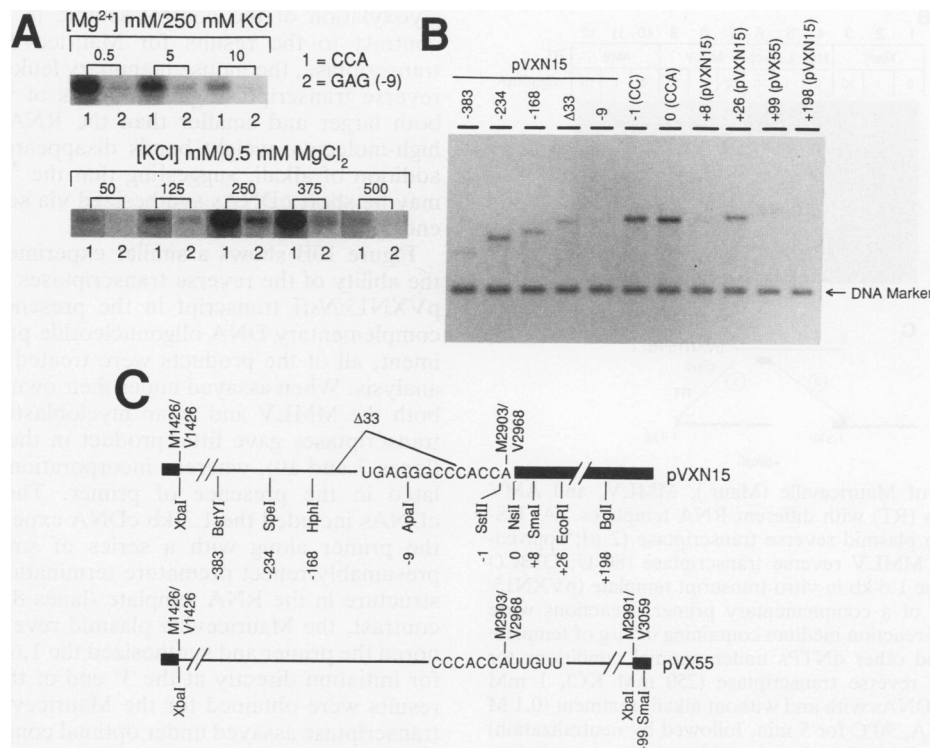 A
[Mg²⁺] mM/250 mM KCl
0.5 5 10
1 2 1 2 1 2
1 = CCA
2 = GACA (-9)
[KCl] mM/0.5 mM MgCl₂
50 125 250 375 500
1 2 1 2 1 2 1 2 1 2
B
pVXN15
-383
-234
-168
Δ33
-9
-1 (CC)
0 (CCA)
+8 (pVXN15)
+26 (pVXN15)
+99 (pVX55)
+198 (pVXN15)
← DNA Marker
C
Δ33
M1426/
V1426
M2903/
V2968
UGACAGGCCCACCA
pVXN15
XbaI
BstYI
-383
SpeI
-234
HphI
-168
ApaI
-9
SstII
-1
NsiI
0
SmaI
+8
EcoRI
+26
BglI
+198
M1426/
V1426
M2903/
V2968
M2991/
V3059
CCCACCAUUGUU
pVX55
XbaI
XbaI
+99 SmaI